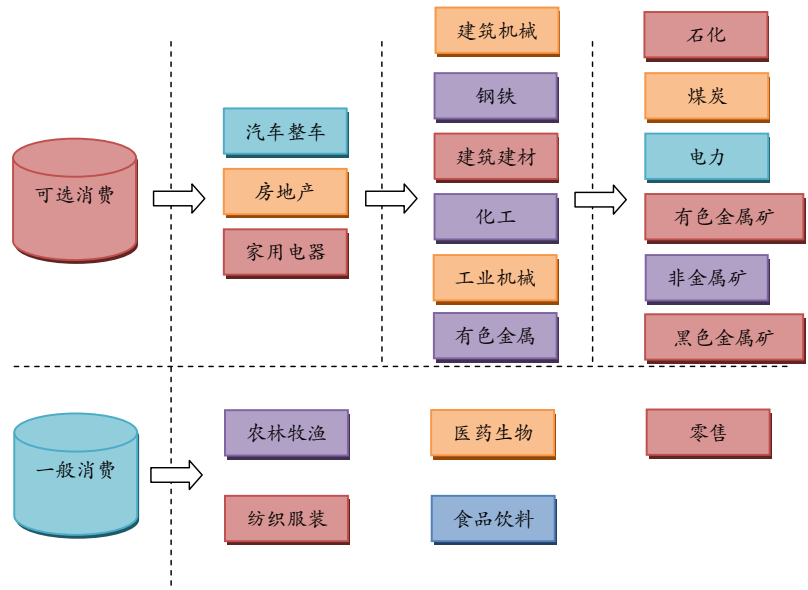 可选消费
汽车整车
房地产
家用电器
建筑机械
钢铁
建筑建材
化工
工业机械
有色金属
石化
煤炭
电力
有色金属矿
非金属矿
黑色金属矿
一般消费
农林牧渔
纺织服装
医药生物
食品饮料
零售